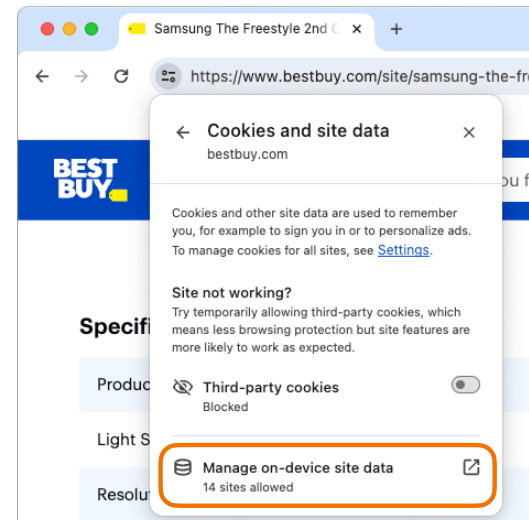 Samsung The Freestyle 2nd G
https://www.bestbuy.com/site/samsung-the-fr
Cookies and site data
bestbuy.com
BEST
BUY
Cookies and other site data are used to remember
you, for example to sign you in or to personalize ads.
To manage cookies for all sites, see Settings.
Site not working?
Try temporarily allowing third-party cookies, which
means less browsing protection but site features are
more likely to work as expected.
Specifi
Produc
Third-party cookies
Blocked
Light S
Manage on-device site data
14 sites allowed
Resolu